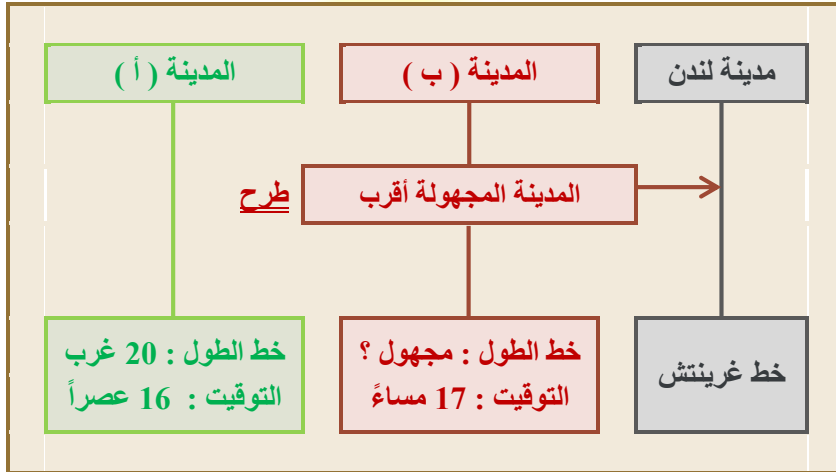 مدينة لندن
المدينة ( ب )
المدينة ( أ )
المدينة المجهولة أقرب
طرح
خط غرينتش
خط الطول : مجهول ؟
التوقيت : 17 مساءً
خط الطول : 20 غرب
التوقيت : 16 عصراً